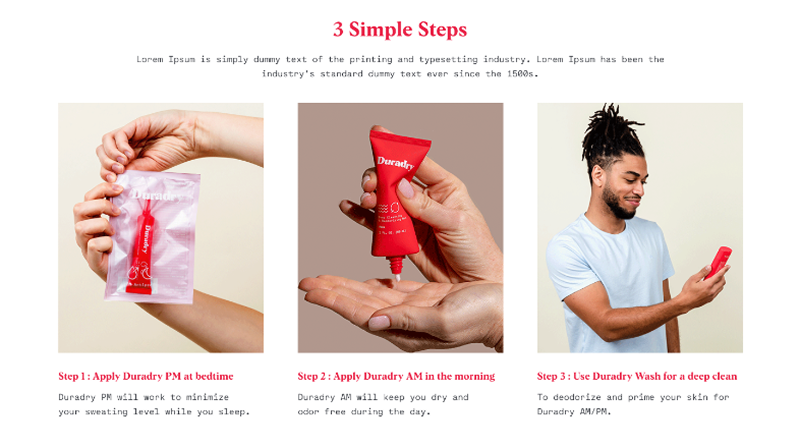 3 Simple Steps
Lorem Ipsum is simply dummy text of the printing and typesetting industry. Lorem Ipsum has been the
industry's standard dummy text ever since the 1500s.
Duradry
Duradry
Duradry
Step 1 : Apply Duradry PM at bedtime
Step 2 : Apply Duradry AM in the morning
Step 3 : Use Duradry Wash for a deep clean
Duradry PM will work to minimize
your sweating level while you sleep.
Duradry AM will keep you dry and
odor free during the day.
To deodorize and prime your skin for
Duradry AM/PM.